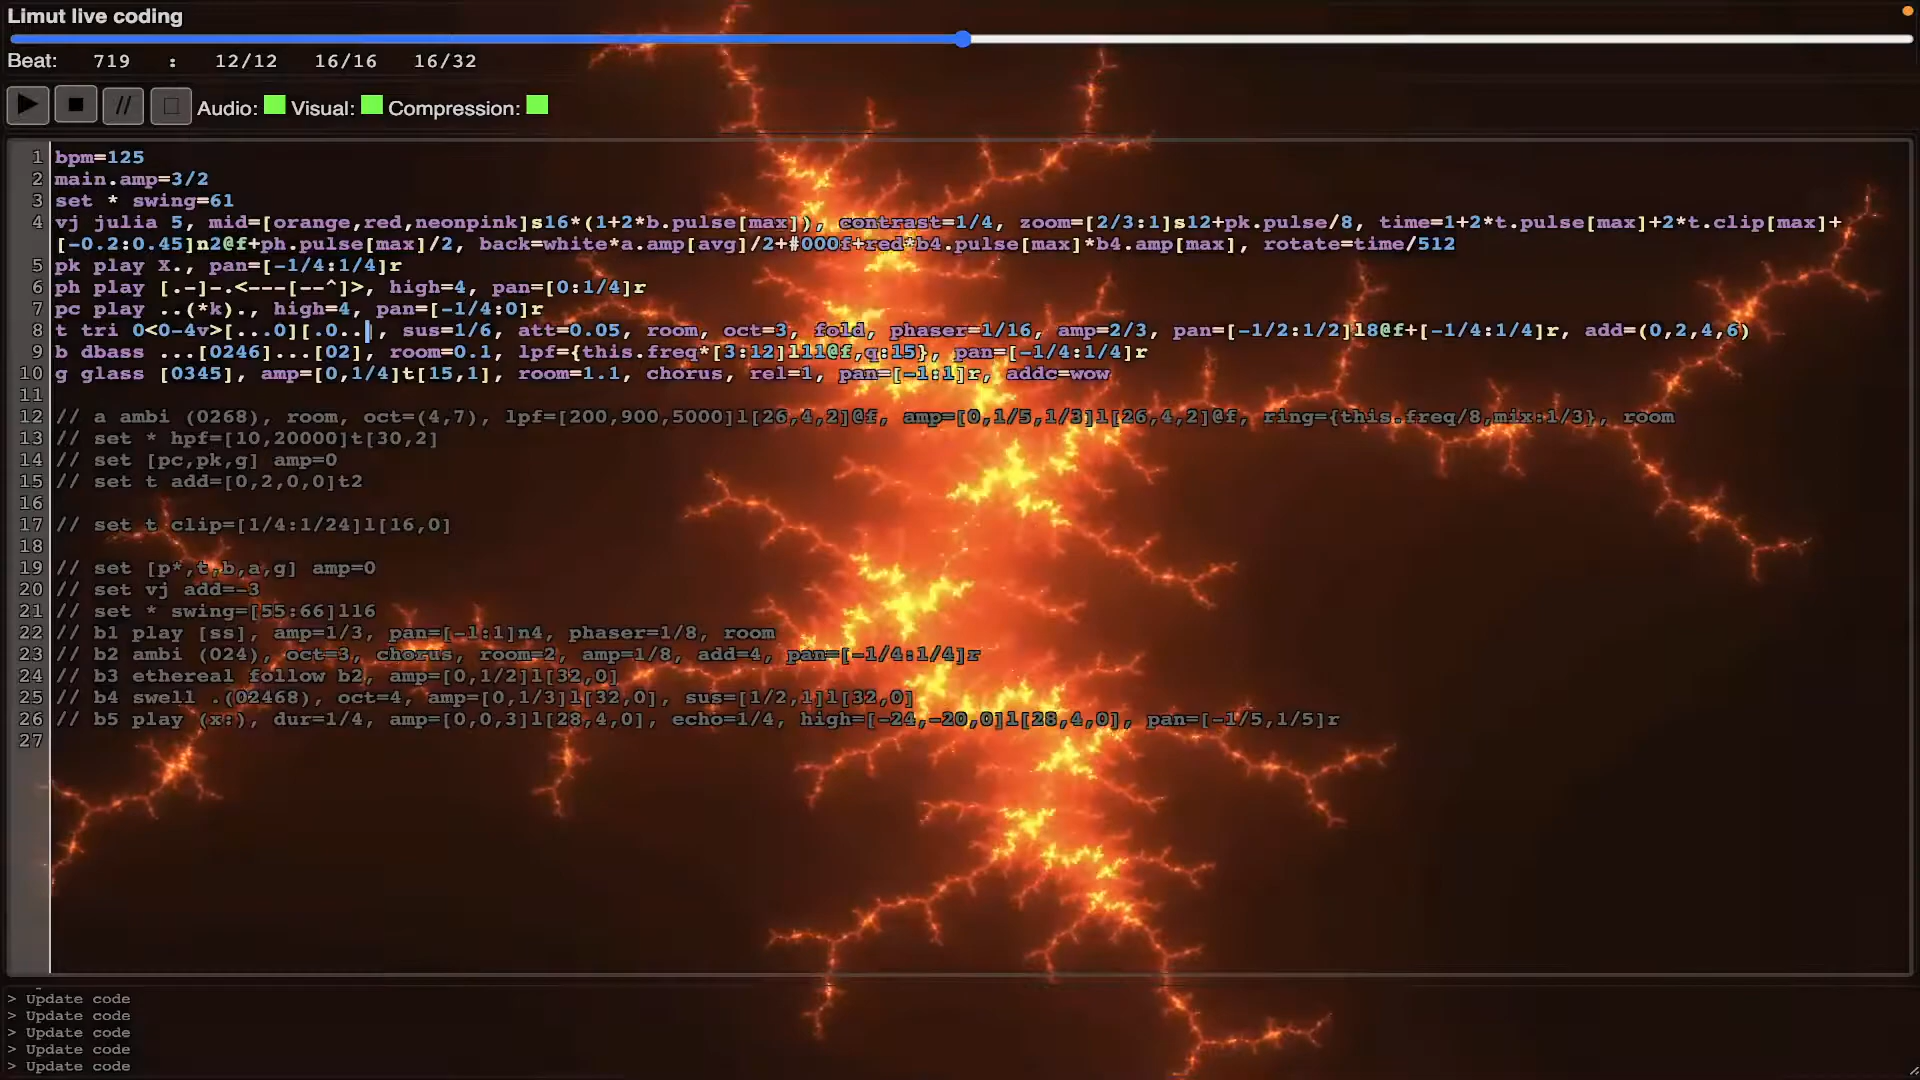 Limut live coding
Beat: 719 : 12/12 16/16 16/32
Audio: Visual: Compression:
1 bpm=125
2 main.amp=3/2
3 set * swing=61
4 vj julia 5, mid=[orange,red,neonpink]s16*(1+2*b.pulse[max]), contrast=1/4, zoom=[2/3:1]s12+pk.pulse/8, time=1+2*t.pulse[max]+2*t.clip[max]+
[-0.2:0.45]n2@f+ph.pulse[max]/2, back=white*a.amp[avg]/2+#000f+red*b4.pulse[max]*b4.amp[max], rotate=time/512
5 pk play X., pan=[-1/4:1/4]r
6 ph play [.-]-.<---[--^]>, high=4, pan=[0:1/4]r
7 pc play ..(*k)., high=4, pan=[-1/4:0]r
8 t tri 0<0-4v>[...0][.0..], sus=1/6, att=0.05, room, oct=3, fold, phaser=1/16, amp=2/3, pan=[-1/2:1/2]l8@f+[-1/4:1/4]r, add=(0,2,4,6)
9 b dbass ...[0246]...[02], room=0.1, lpf={this.freq*[3:12]l11@f,q:15}, pan=[-1/4:1/4]r
10 g glass [0345], amp=[0,1/4]t[15,1], room=1.1, chorus, rel=1, pan=[-1:1]r, addc=wow
11
12 // a ambi (0268), room, oct=(4,7), lpf=[200,900,5000]l[26,4,2]@f, amp=[0,1/5,1/3]l[26,4,2]@f, ring={this.freq/8,mix:1/3}, room
13 // set * hpf=[10,20000]t[30,2]
14 // set [pc,pk,g] amp=0
15 // set t add=[0,2,0,0]t2
16
17 // set t clip=[1/4:1/24]l[16,0]
18
19 // set [p*,t,b,a,g] amp=0
20 // set vj add=-3
21 // set * swing=[55:66]l16
22 // b1 play [ss], amp=1/3, pan=[-1:1]n4, phaser=1/8, room
23 // b2 ambi (024), oct=3, chorus, room=2, amp=1/8, add=4, pan=[-1/4:1/4]r
24 // b3 ethereal follow b2, amp=[0,1/2]l[32,0]
25 // b4 swell .(02468), oct=4, amp=[0,1/3]l[32,0], sus=[1/2,1]l[32,0]
26 // b5 play (x:), dur=1/4, amp=[0,0,3]l[28,4,0], echo=1/4, high=[-24,-20,0]l[28,4,0], pan=[-1/5,1/5]r
27
> Update code
> Update code
> Update code
> Update code
> Update code